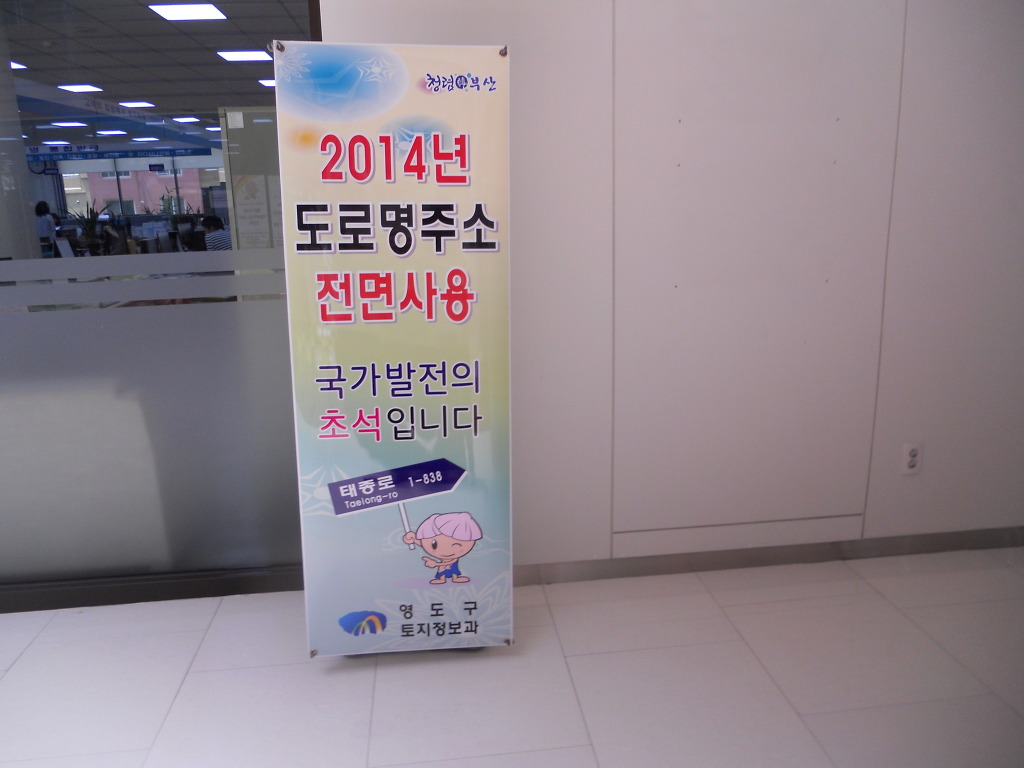 청렴 부산
2014년
도로명주소
전면사용
국가발전의
초석입니다
태종로 1-838
Taejong-ro
영 도 구
토지정보과